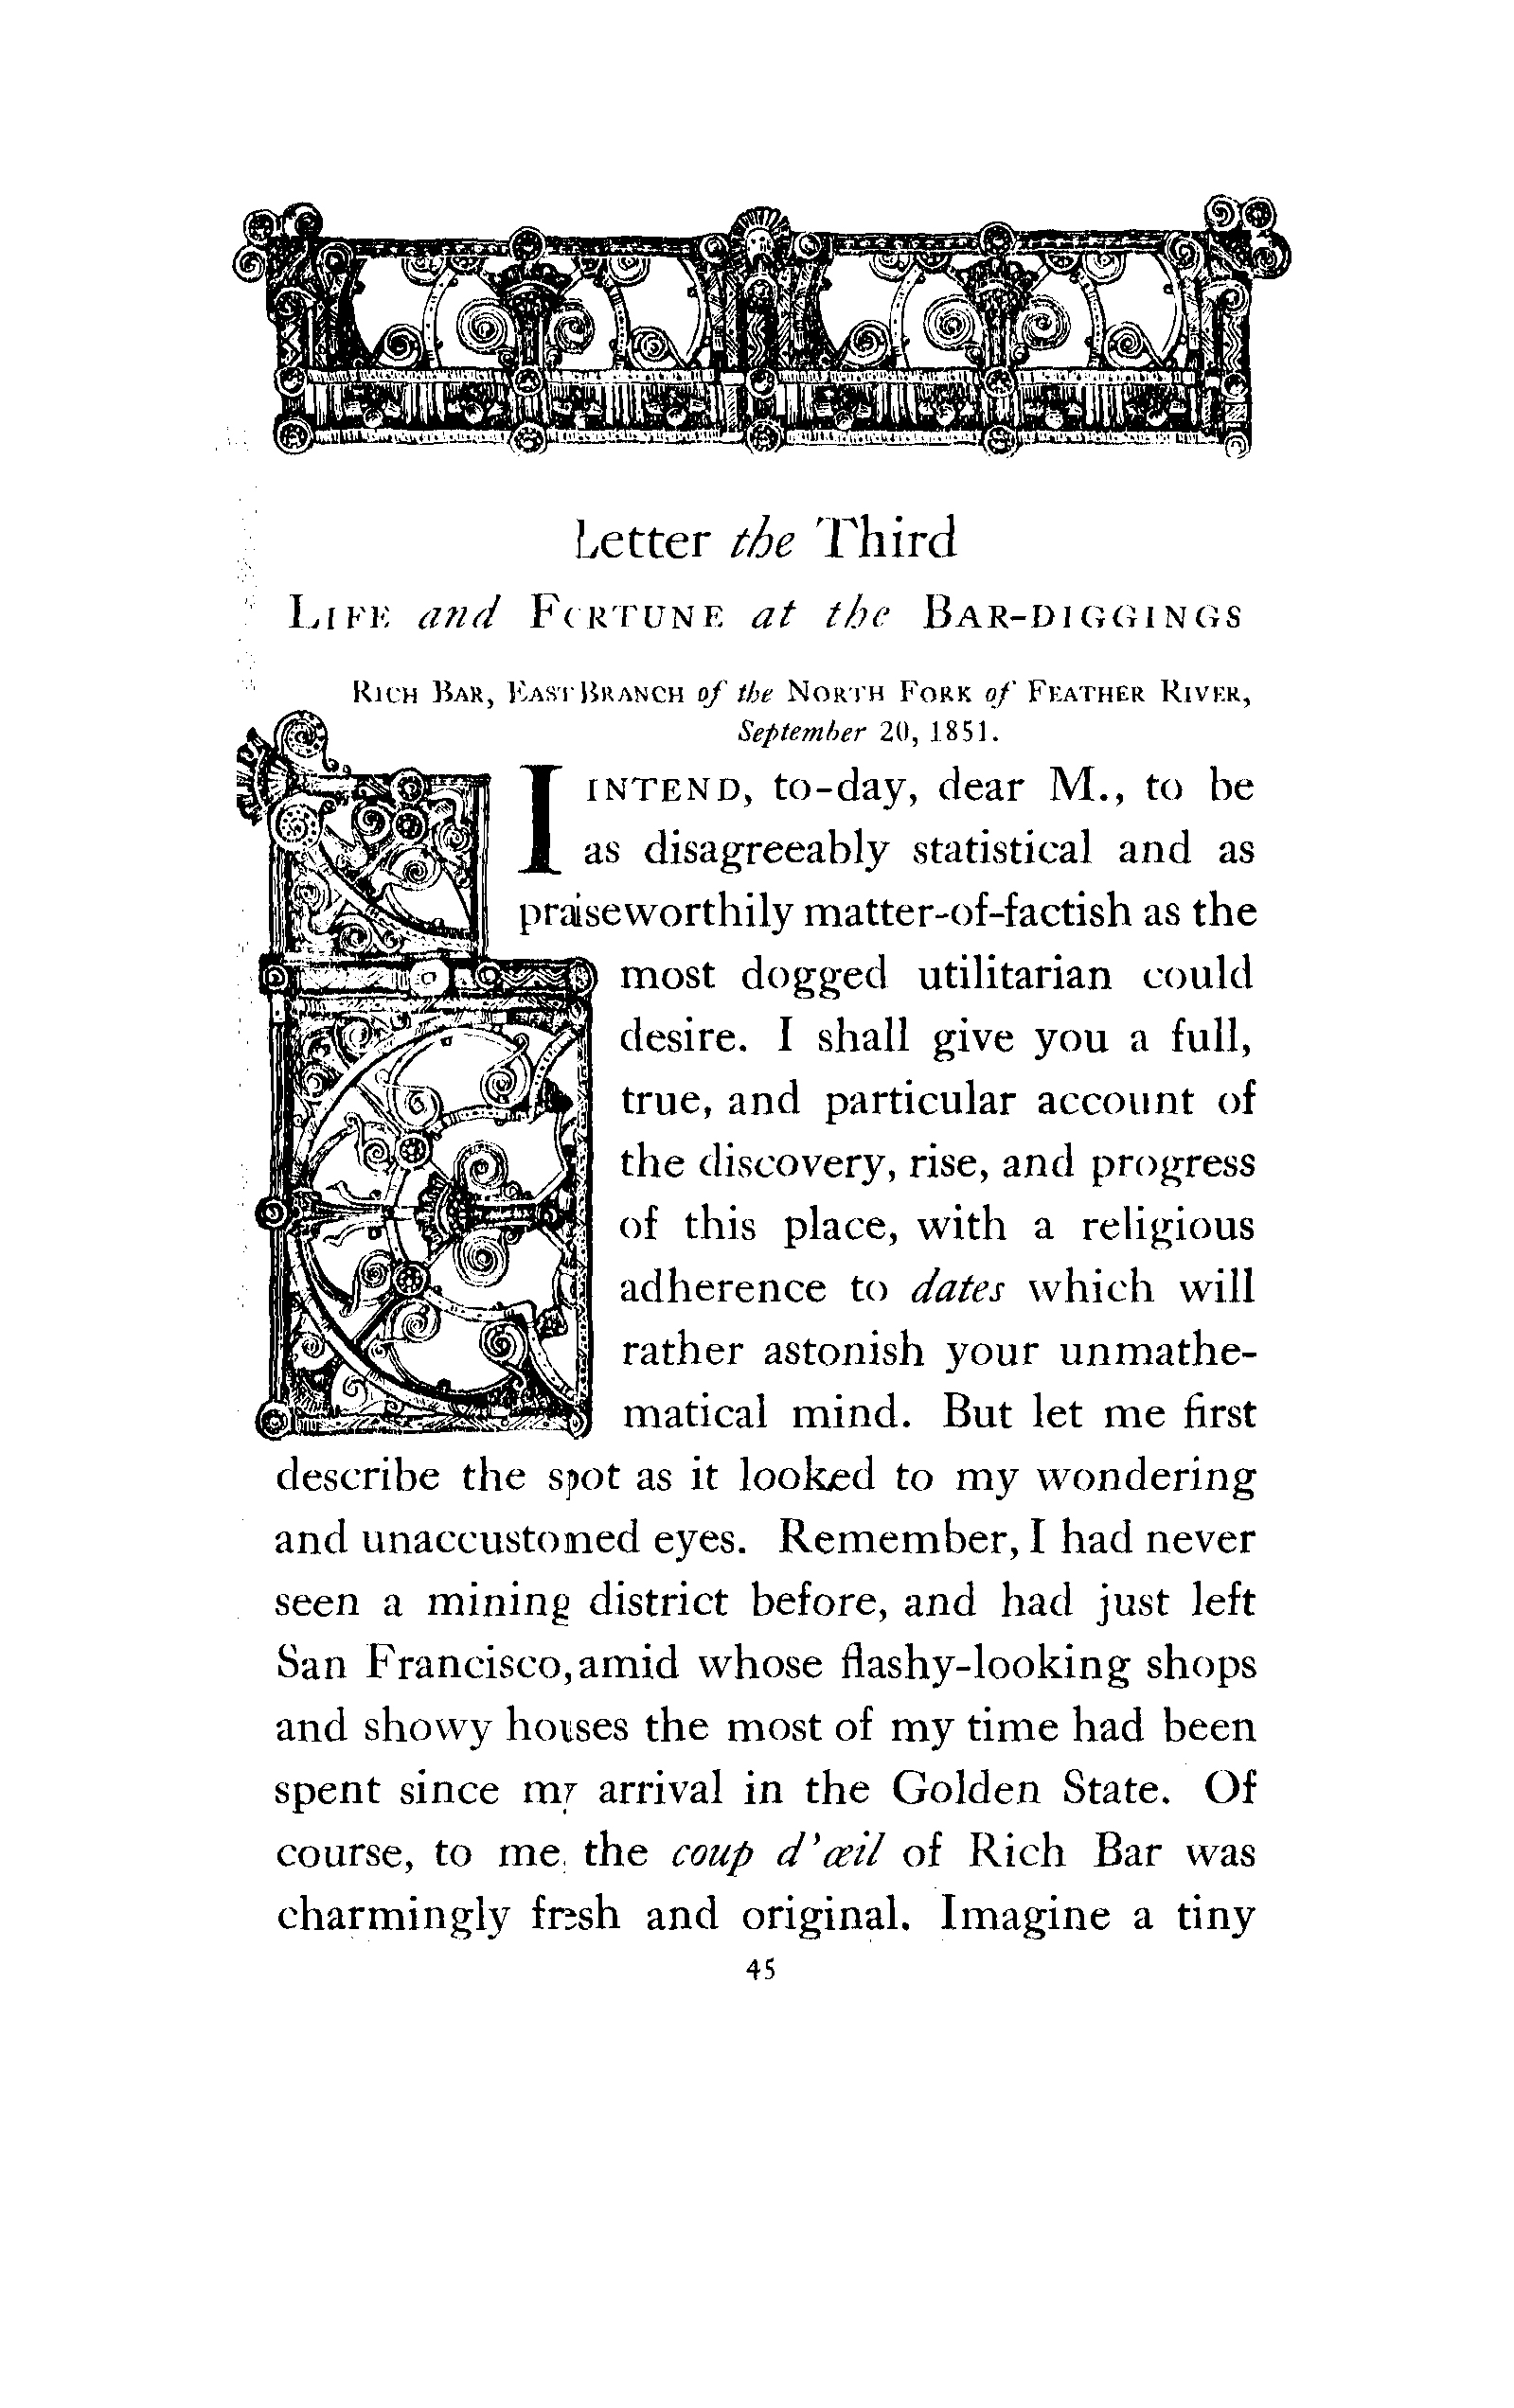 Letter the Third
LIFE and FORTUNE at the BAR-DIGGINGS
RICH BAR, EAST BRANCH of the NORTH FORK of FEATHER RIVER,
September 20, 1851.
I INTEND, to-day, dear M., to be
as disagreeably statistical and as
praiseworthily matter-of-factish as the
most dogged utilitarian could
desire. I shall give you a full,
true, and particular account of
the discovery, rise, and progress
of this place, with a religious
adherence to dates which will
rather astonish your unmathe-
matical mind. But let me first
describe the spot as it looked to my wondering
and unaccustomed eyes. Remember, I had never
seen a mining district before, and had just left
San Francisco, amid whose flashy-looking shops
and showy houses the most of my time had been
spent since my arrival in the Golden State. Of
course, to me, the coup d'œil of Rich Bar was
charmingly fresh and original. Imagine a tiny
45